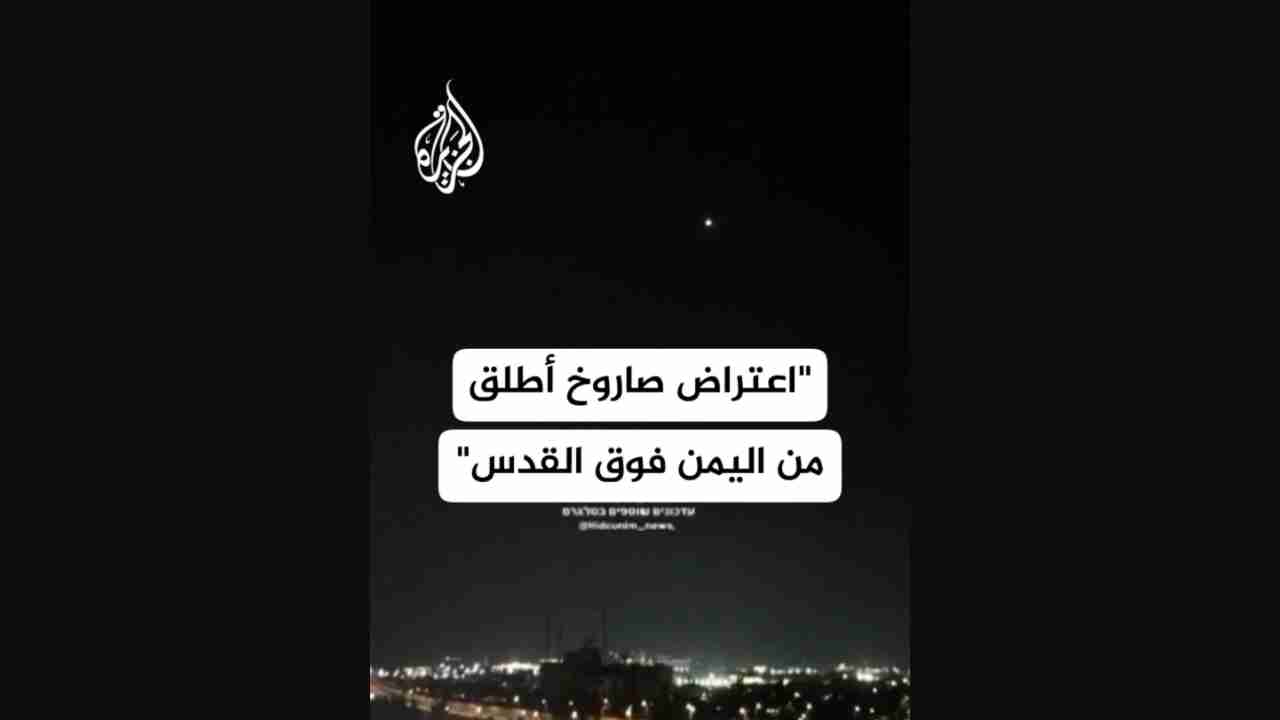 الجزيرة
"اعتراض صاروخ أطلق
من اليمن فوق القدس"
עדכונים שוטפים בטלגרם
@Hidcunim_news,